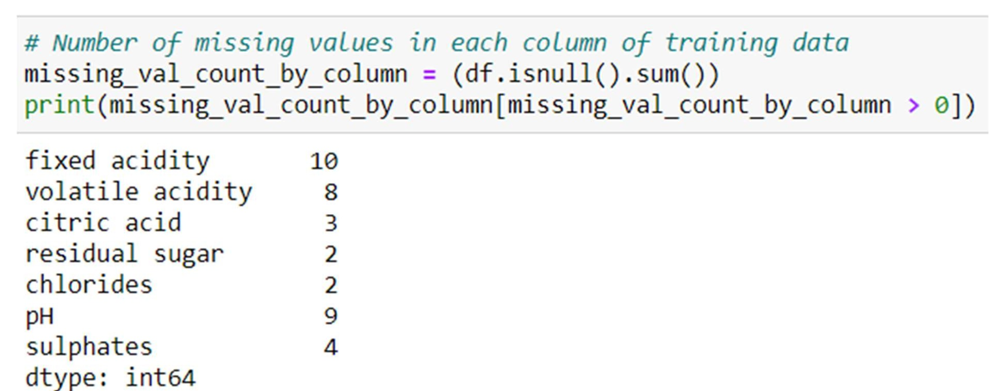 # Number of missing values in each column of training data
missing_val_count_by_column = (df.isnull().sum())
print(missing_val_count_by_column[missing_val_count_by_column > 0])
fixed acidity 10
volatile acidity 8
citric acid 3
residual sugar 2
chlorides 2
pH 9
sulphates 4
dtype: int64